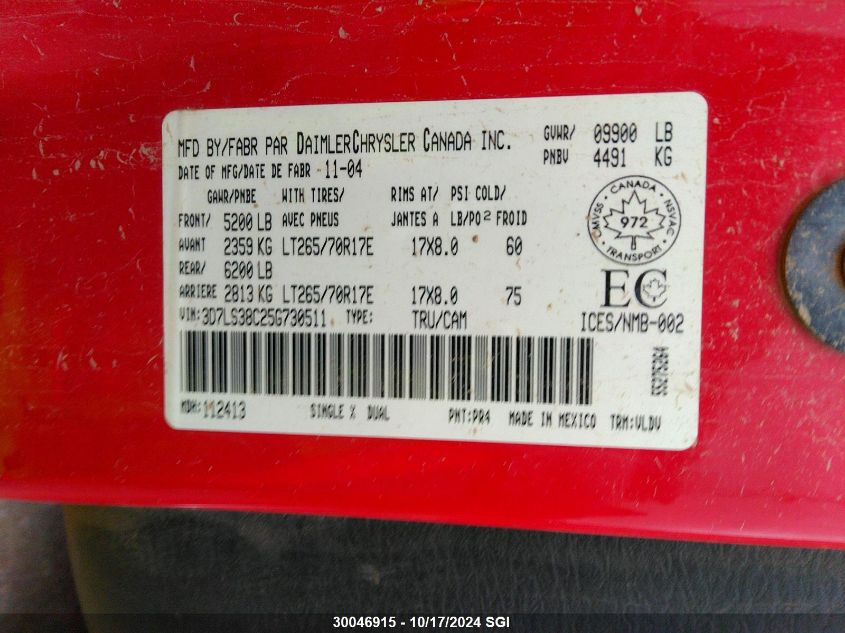 MFD BY/FABR PAR DAIMLERCHRYSLER CANADA INC. GVWR/ 09900 LB
DATE OF MFG/DATE DE FABR 11-04 PNBV 4491 KG
GAWR/PNBE WITH TIRES/ RIMS AT/ PSI COLD/
FRONT/ 5200 LB AVEC PNEUS JANTES A LB/PO² FROID
AVANT 2359 KG LT265/70R17E 17X8.0 60
REAR/ 6200 LB
ARRIERE 2813 KG LT265/70R17E 17X8.0 75
CANADA
CMVSS 972 NSVAC
TRANSPORT
EC
ICES/NMB-002
VIN: 3D7LS38C25G730511 TYPE: TRU/CAM
MDH: 112413 SINGLE X DUAL PNT:PR4 MADE IN MEXICO TRM:VLDV
30046915 - 10/17/2024 SGI